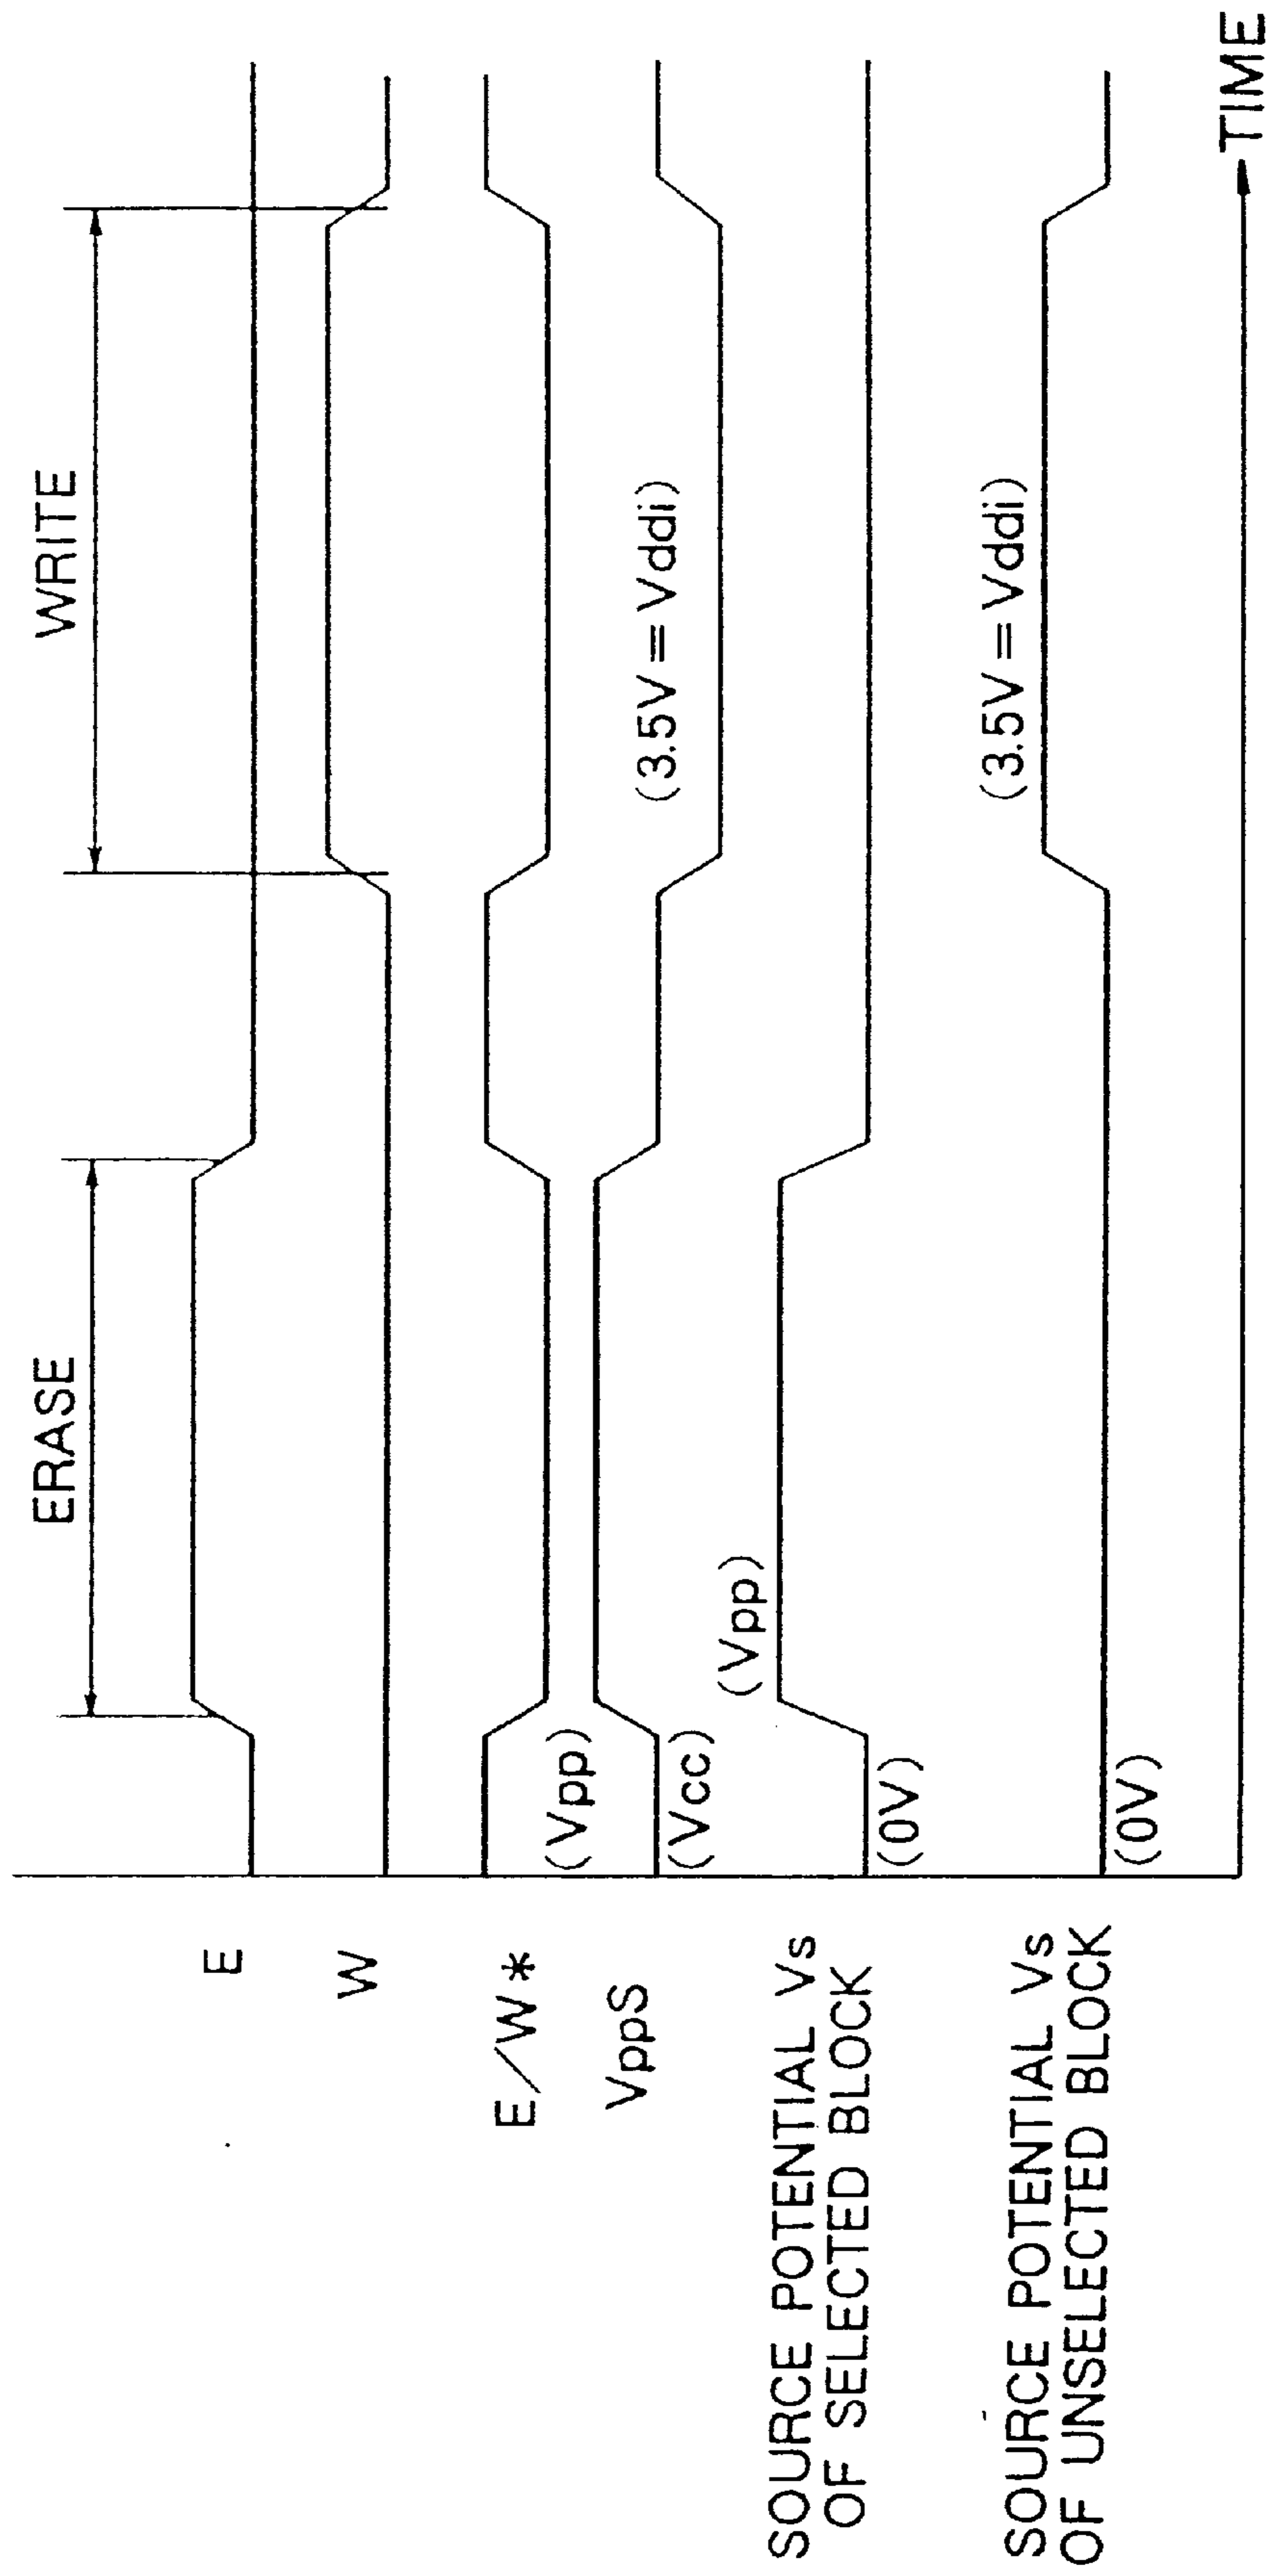 ERASE
WRITE
E
W
E/W*
(Vpp)
VppS
(Vcc)
(3.5V=Vddi)
(Vpp)
SOURCE POTENTIAL Vs
OF SELECTED BLOCK
(0V)
(3.5V=Vddi)
SOURCE POTENTIAL Vs
OF UNSELECTED BLOCK
(0V)
TIME